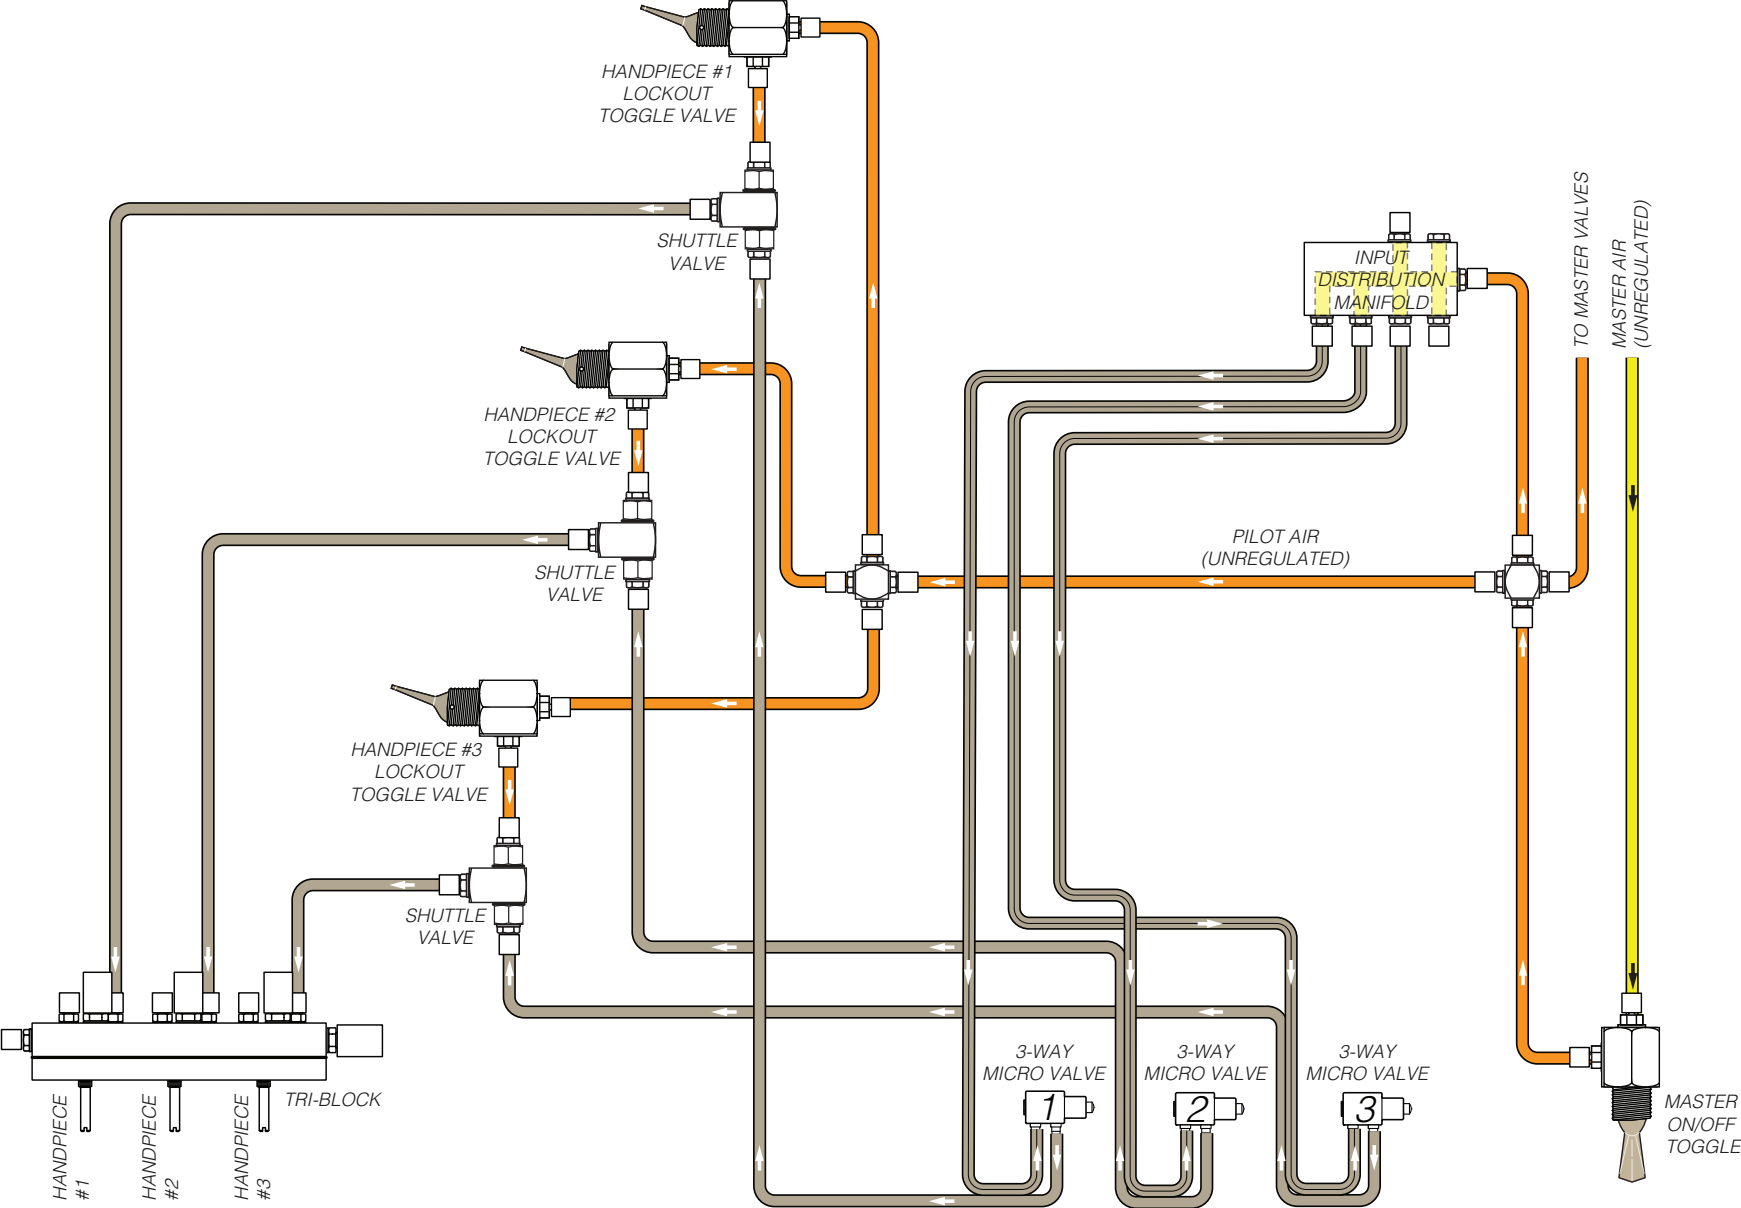 HANDPIECE #1
LOCKOUT
TOGGLE VALVE
SHUTTLE
VALVE
HANDPIECE #2
LOCKOUT
TOGGLE VALVE
SHUTTLE
VALVE
HANDPIECE #3
LOCKOUT
TOGGLE VALVE
SHUTTLE
VALVE
INPUT
DISTRIBUTION
MANIFOLD
TO MASTER VALVES
MASTER AIR
(UNREGULATED)
PILOT AIR
(UNREGULATED)
3-WAY
MICRO VALVE
1
3-WAY
MICRO VALVE
2
3-WAY
MICRO VALVE
3
MASTER
ON/OFF
TOGGLE
TRI-BLOCK
HANDPIECE
#1
HANDPIECE
#2
HANDPIECE
#3